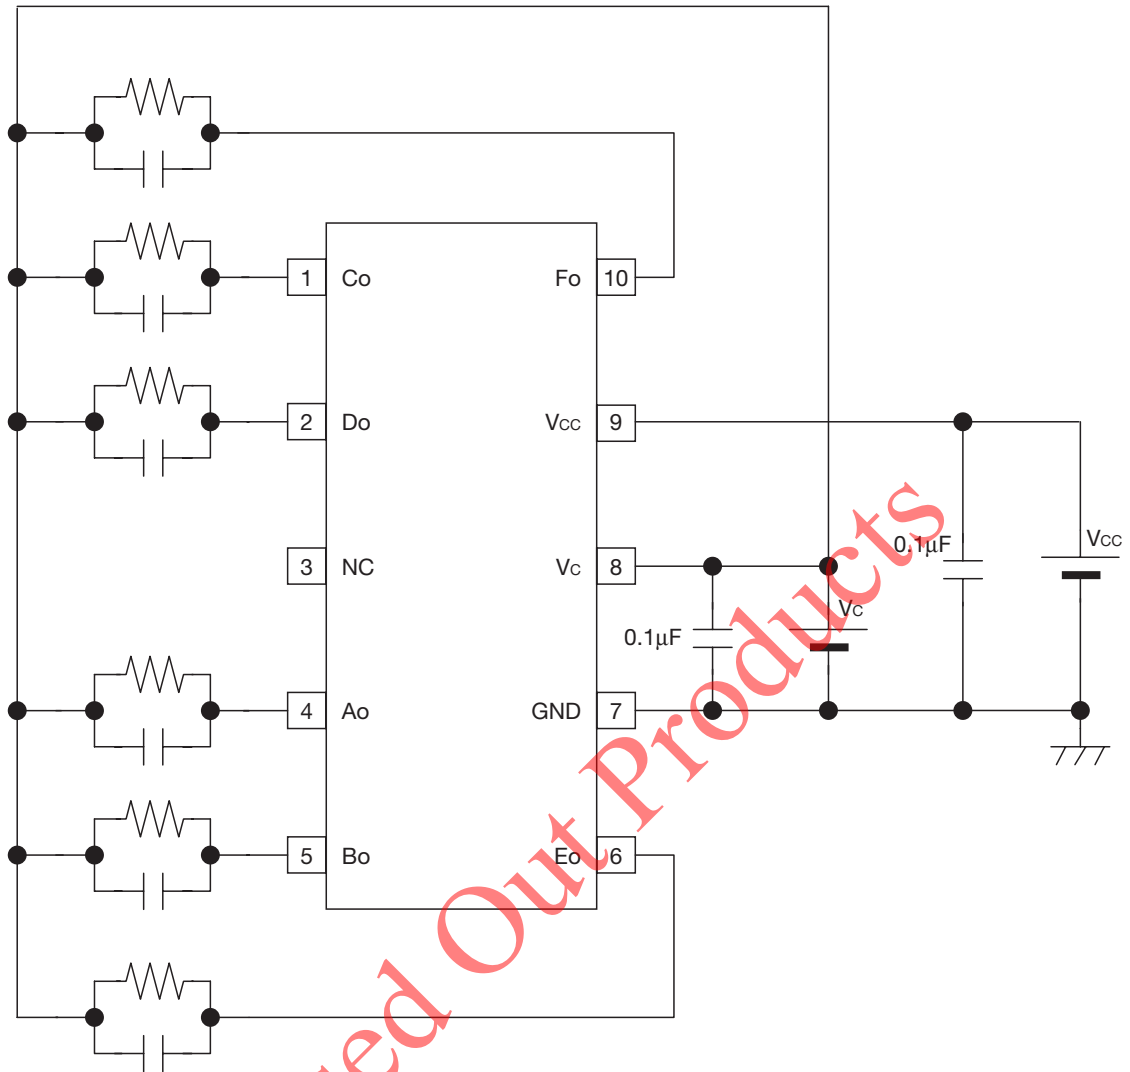 1 Co
Fo 10
2 Do
VCC 9
3 NC
VC 8
0.1μF
VCC
0.1μF
VC
4 Ao
GND 7
5 Bo
Eo 6
Out Products